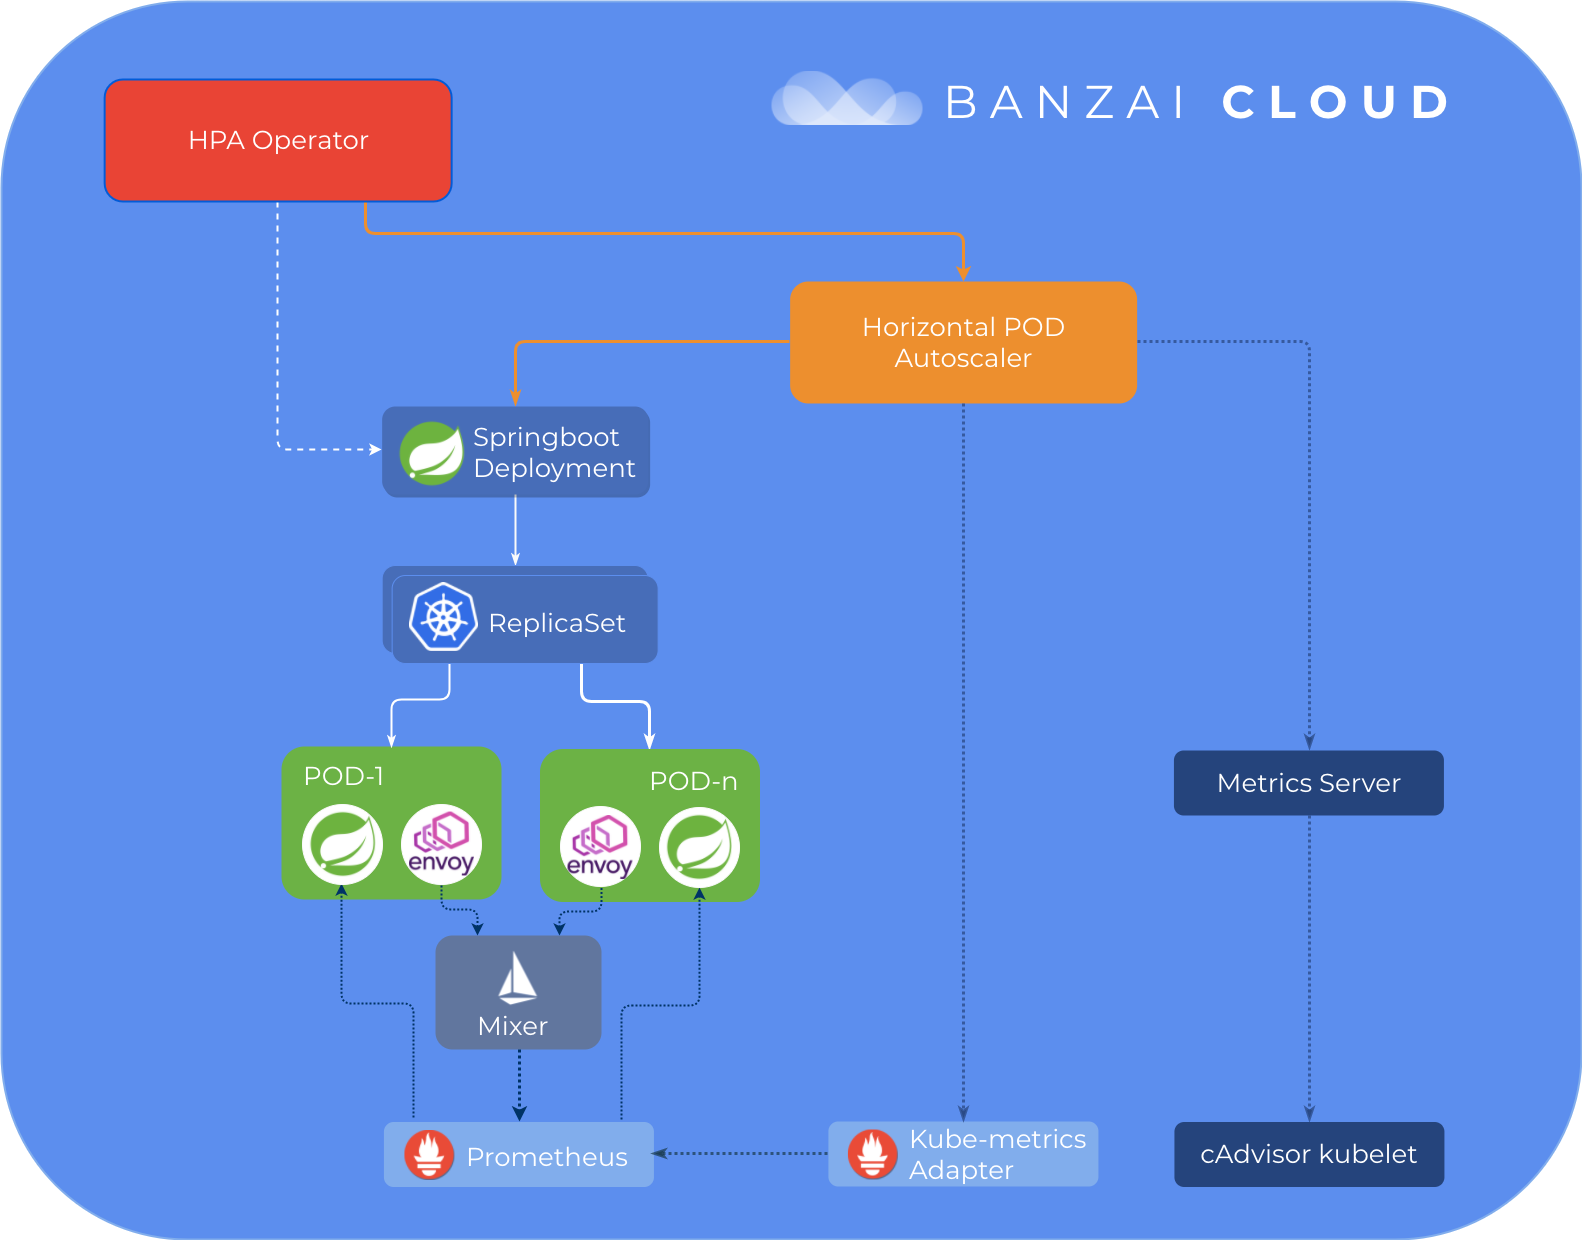 BANZAI CLOUD
HPA Operator
Horizontal POD
Autoscaler
Springboot
Deployment
ReplicaSet
POD-1
POD-n
envoy
envoy
Metrics Server
Mixer
Prometheus
Kube-metrics
Adapter
cAdvisor kubelet